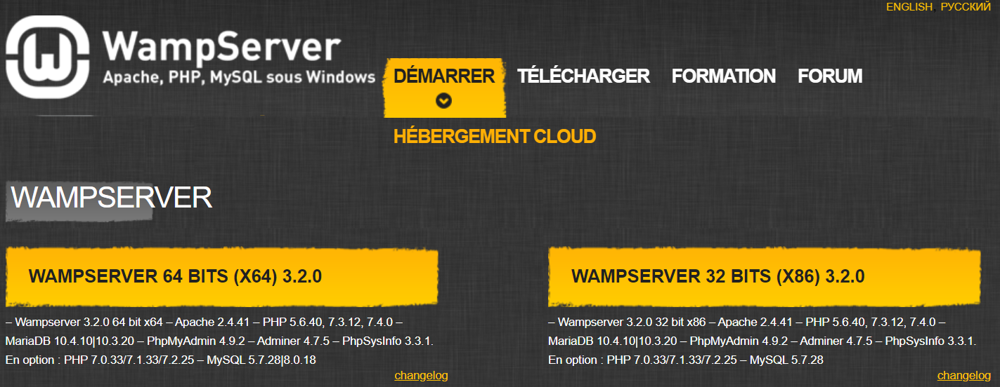 ENGLISH, РУССКИЙ
WampServer
Apache, PHP, MySQL sous Windows
DÉMARRER
TÉLÉCHARGER
FORMATION
FORUM
HÉBERGEMENT CLOUD
WAMPSERVER
WAMPSERVER 64 BITS (X64) 3.2.0
– Wampserver 3.2.0 64 bit x64 – Apache 2.4.41 – PHP 5.6.40, 7.3.12, 7.4.0 –
MariaDB 10.4.10|10.3.20 – PhpMyAdmin 4.9.2 – Adminer 4.7.5 – PhpSysInfo 3.3.1.
En option : PHP 7.0.33/7.1.33/7.2.25 – MySQL 5.7.28|8.0.18
changelog
WAMPSERVER 32 BITS (X86) 3.2.0
– Wampserver 3.2.0 32 bit x86 – Apache 2.4.41 – PHP 5.6.40, 7.3.12, 7.4.0 –
MariaDB 10.4.10|10.3.20 – PhpMyAdmin 4.9.2 – Adminer 4.7.5 – PhpSysInfo 3.3.1.
En option : PHP 7.0.33/7.1.33/7.2.25 – MySQL 5.7.28
changelog